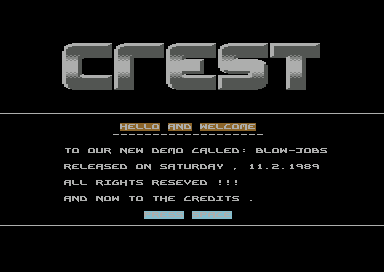 CREST
HELLO AND WELCOME
TO OUR NEW DEMO CALLED: BLOW-JOBS
RELEASED ON SATURDAY , 11.2.1989
ALL RIGHTS RESEVED !!!
AND NOW TO THE CREDITS .